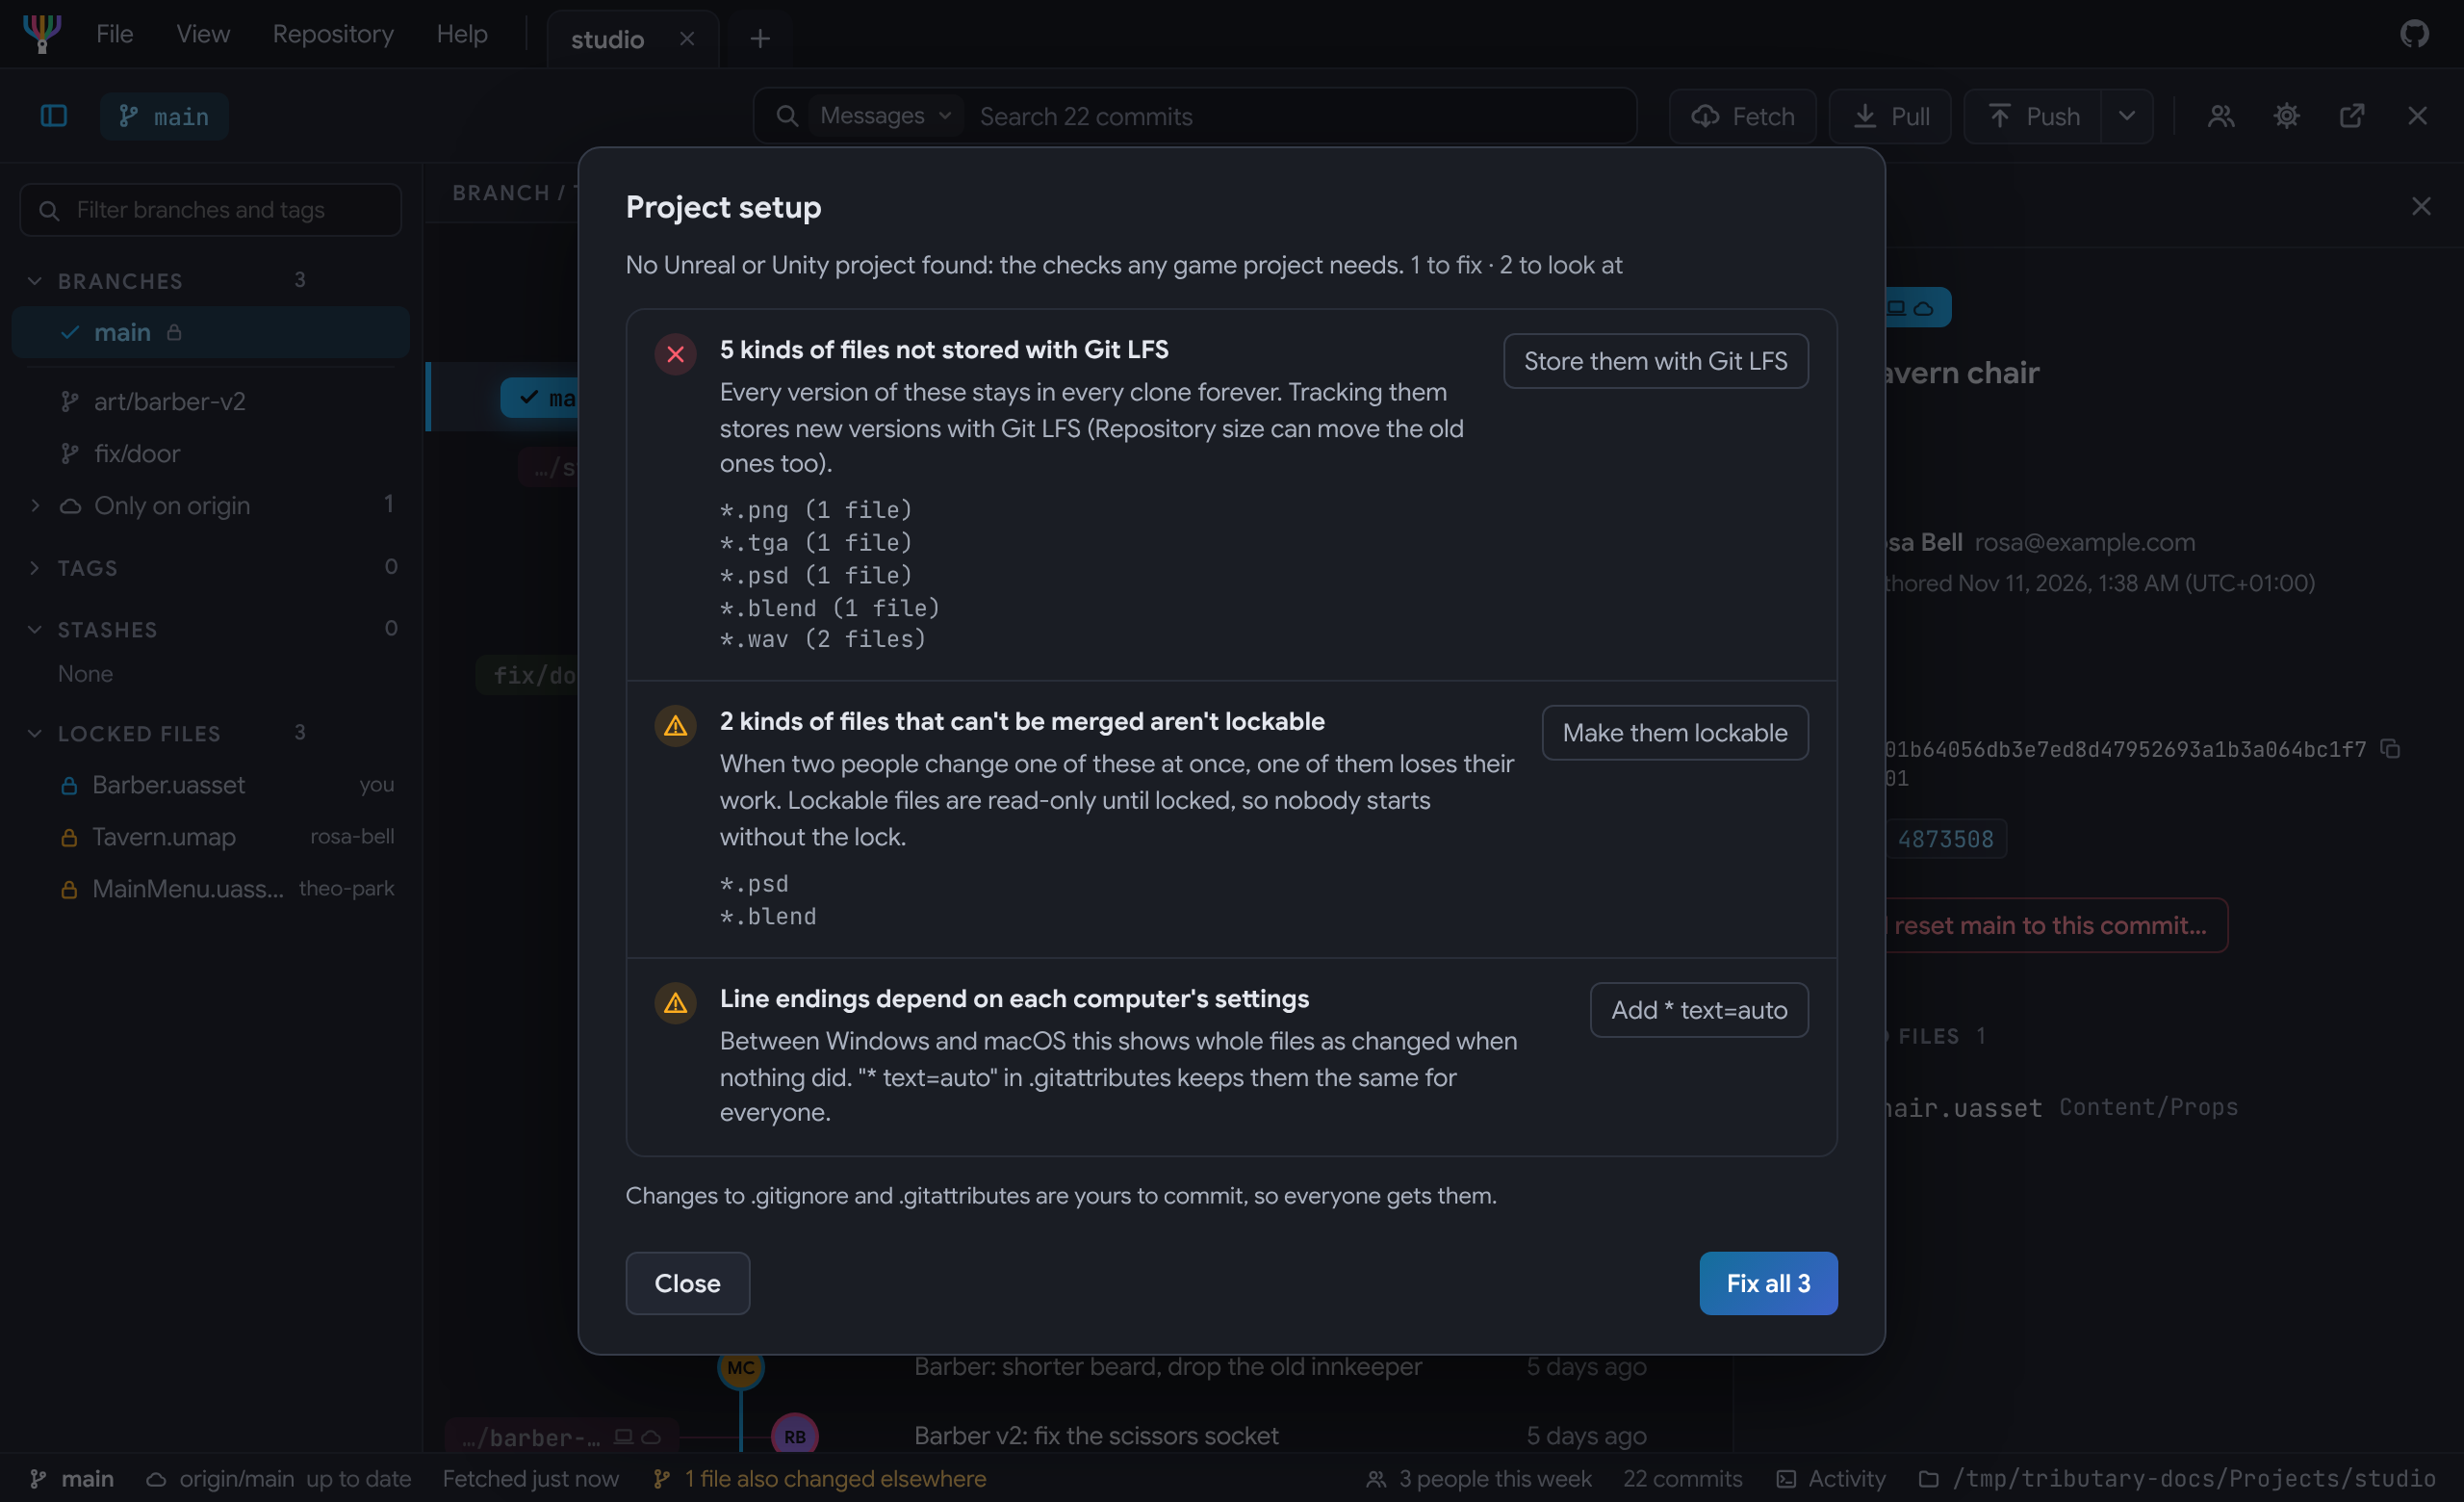 File View Repository Help studio
main Messages Search 22 commits Fetch Pull Push
Filter branches and tags
BRANCHES 3
main
art/barber-v2
fix/door
Only on origin 1
TAGS 0
STASHES 0
None
LOCKED FILES 3
Barber.uasset you
Tavern.umap rosa-bell
MainMenu.uass... theo-park
BRANCH /
fix/do
Project setup
No Unreal or Unity project found: the checks any game project needs. 1 to fix · 2 to look at
5 kinds of files not stored with Git LFS
Store them with Git LFS
Every version of these stays in every clone forever. Tracking them
stores new versions with Git LFS (Repository size can move the old
ones too).
*.png (1 file)
*.tga (1 file)
*.psd (1 file)
*.blend (1 file)
*.wav (2 files)
2 kinds of files that can't be merged aren't lockable
Make them lockable
When two people change one of these at once, one of them loses their
work. Lockable files are read-only until locked, so nobody starts
without the lock.
*.psd
*.blend
Line endings depend on each computer's settings
Add * text=auto
Between Windows and macOS this shows whole files as changed when
nothing did. "* text=auto" in .gitattributes keeps them the same for
everyone.
Changes to .gitignore and .gitattributes are yours to commit, so everyone gets them.
Close
Fix all 3
avern chair
sa Bell rosa@example.com
thored Nov 11, 2026, 1:38 AM (UTC+01:00)
01b64056db3e7ed8d47952693a1b3a064bc1f7
01
4873508
reset main to this commit...
FILES 1
hair.uasset Content/Props
MC Barber: shorter beard, drop the old innkeeper 5 days ago
.../barber-... RB Barber v2: fix the scissors socket 5 days ago
main origin/main up to date Fetched just now 1 file also changed elsewhere 3 people this week 22 commits Activity /tmp/tributary-docs/Projects/studio